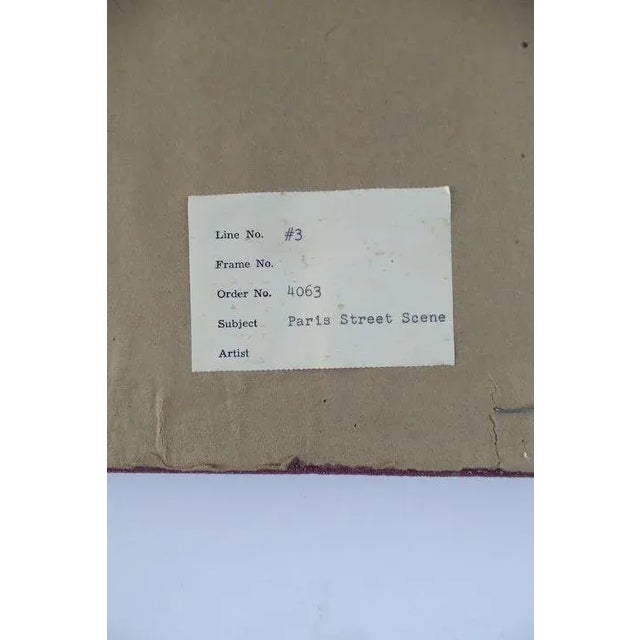 Line No. #3
Frame No.
Order No. 4063
Subject Paris Street Scene
Artist